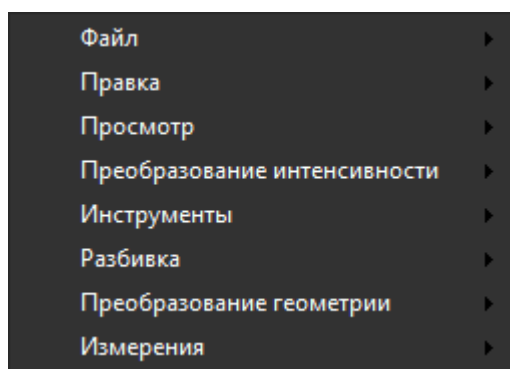 Файл
Правка
Просмотр
Преобразование интенсивности
Инструменты
Разбивка
Преобразование геометрии
Измерения